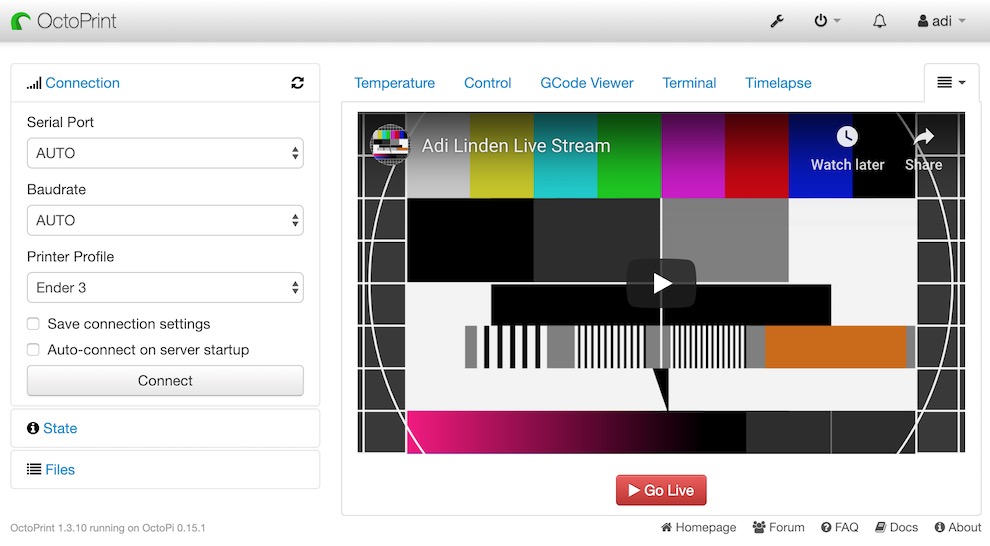 OctoPrint
adi
Connection
Serial Port
AUTO
Baudrate
AUTO
Printer Profile
Ender 3
Save connection settings
Auto-connect on server startup
Connect
State
Files
Temperature Control GCode Viewer Terminal Timelapse
Adi Linden Live Stream
Watch later Share
Go Live
OctoPrint 1.3.10 running on OctoPi 0.15.1
Homepage Forum FAQ Docs About